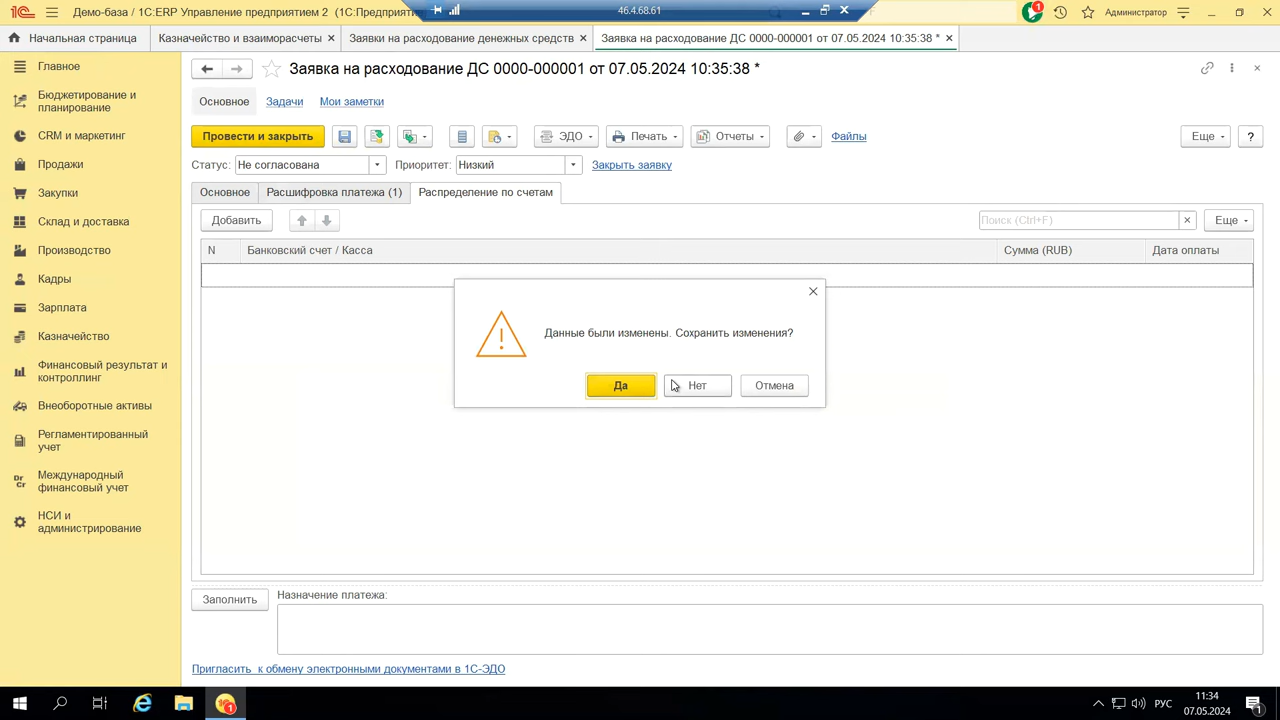 Демо-база / 1С:ERP Управление предприятием 2 (1С:Предприяти
46.4.68.61
Администратор
Начальная страница
Казначейство и взаиморасчеты ×
Заявки на расходование денежных средств ×
Заявка на расходование ДС 0000-000001 от 07.05.2024 10:35:38 * ×
Главное
Бюджетирование и
планирование
CRM и маркетинг
Продажи
Закупки
Склад и доставка
Производство
Кадры
Зарплата
Казначейство
Финансовый результат и
контроллинг
Внеоборотные активы
Регламентированный
учет
Международный
финансовый учет
НСИ и
администрирование
Заявка на расходование ДС 0000-000001 от 07.05.2024 10:35:38 *
Основное
Задачи
Мои заметки
Провести и закрыть
ЭДО
Печать
Отчеты
Файлы
Еще
?
Статус: Не согласована
Приоритет: Низкий
Закрыть заявку
Основное
Расшифровка платежа (1)
Распределение по счетам
Добавить
Поиск (Ctrl+F)
Еще
N
Банковский счет / Касса
Сумма (RUB)
Дата оплаты
Данные были изменены. Сохранить изменения?
Да
Нет
Отмена
Заполнить
Назначение платежа:
Пригласить к обмену электронными документами в 1С-ЭДО
РУС
11:34
07.05.2024